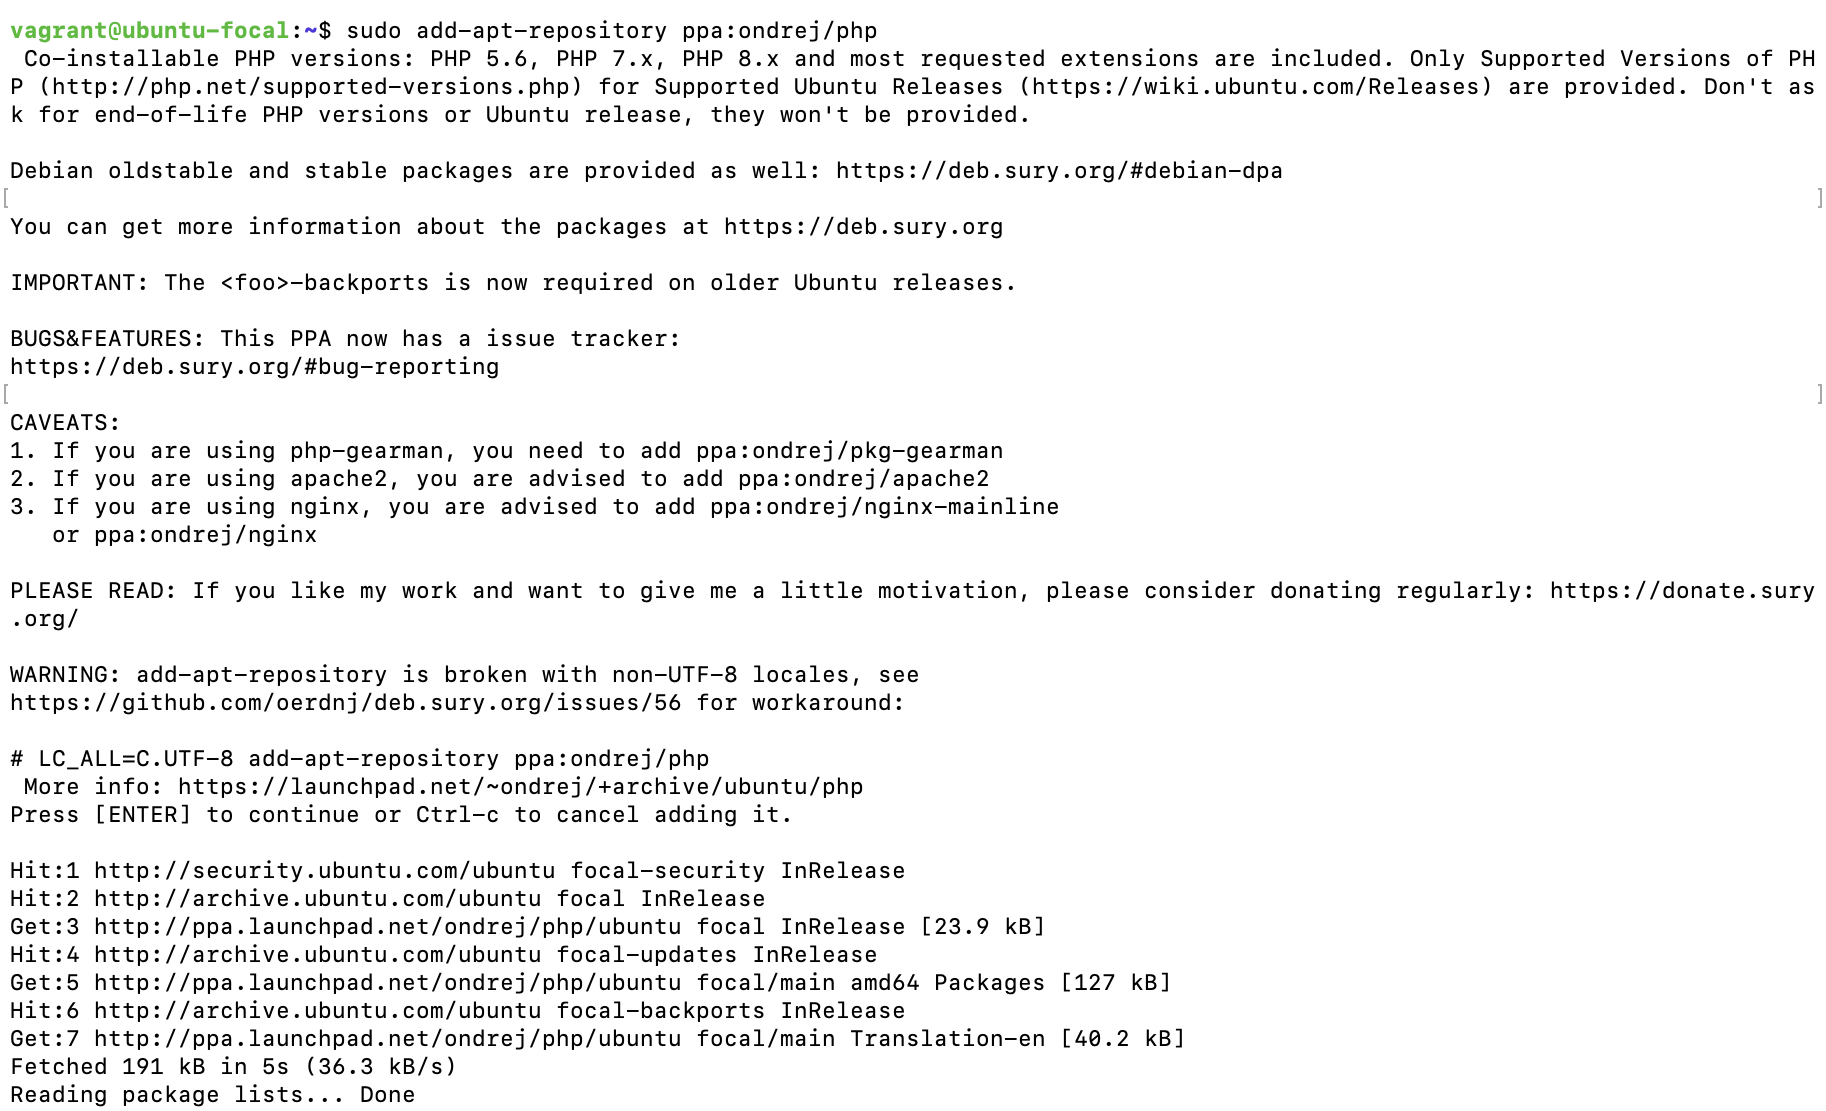 vagrant@ubuntu-focal:~$ sudo add-apt-repository ppa:ondrej/php
 Co-installable PHP versions: PHP 5.6, PHP 7.x, PHP 8.x and most requested extensions are included. Only Supported Versions of PH
P (http://php.net/supported-versions.php) for Supported Ubuntu Releases (https://wiki.ubuntu.com/Releases) are provided. Don't as
k for end-of-life PHP versions or Ubuntu release, they won't be provided.

Debian oldstable and stable packages are provided as well: https://deb.sury.org/#debian-dpa
[ ]
You can get more information about the packages at https://deb.sury.org

IMPORTANT: The <foo>-backports is now required on older Ubuntu releases.

BUGS&FEATURES: This PPA now has a issue tracker:
https://deb.sury.org/#bug-reporting
[ ]
CAVEATS:
1. If you are using php-gearman, you need to add ppa:ondrej/pkg-gearman
2. If you are using apache2, you are advised to add ppa:ondrej/apache2
3. If you are using nginx, you are advised to add ppa:ondrej/nginx-mainline
   or ppa:ondrej/nginx

PLEASE READ: If you like my work and want to give me a little motivation, please consider donating regularly: https://donate.sury
.org/

WARNING: add-apt-repository is broken with non-UTF-8 locales, see
https://github.com/oerdnj/deb.sury.org/issues/56 for workaround:

# LC_ALL=C.UTF-8 add-apt-repository ppa:ondrej/php
 More info: https://launchpad.net/~ondrej/+archive/ubuntu/php
Press [ENTER] to continue or Ctrl-c to cancel adding it.

Hit:1 http://security.ubuntu.com/ubuntu focal-security InRelease
Hit:2 http://archive.ubuntu.com/ubuntu focal InRelease
Get:3 http://ppa.launchpad.net/ondrej/php/ubuntu focal InRelease [23.9 kB]
Hit:4 http://archive.ubuntu.com/ubuntu focal-updates InRelease
Get:5 http://ppa.launchpad.net/ondrej/php/ubuntu focal/main amd64 Packages [127 kB]
Hit:6 http://archive.ubuntu.com/ubuntu focal-backports InRelease
Get:7 http://ppa.launchpad.net/ondrej/php/ubuntu focal/main Translation-en [40.2 kB]
Fetched 191 kB in 5s (36.3 kB/s)
Reading package lists... Done